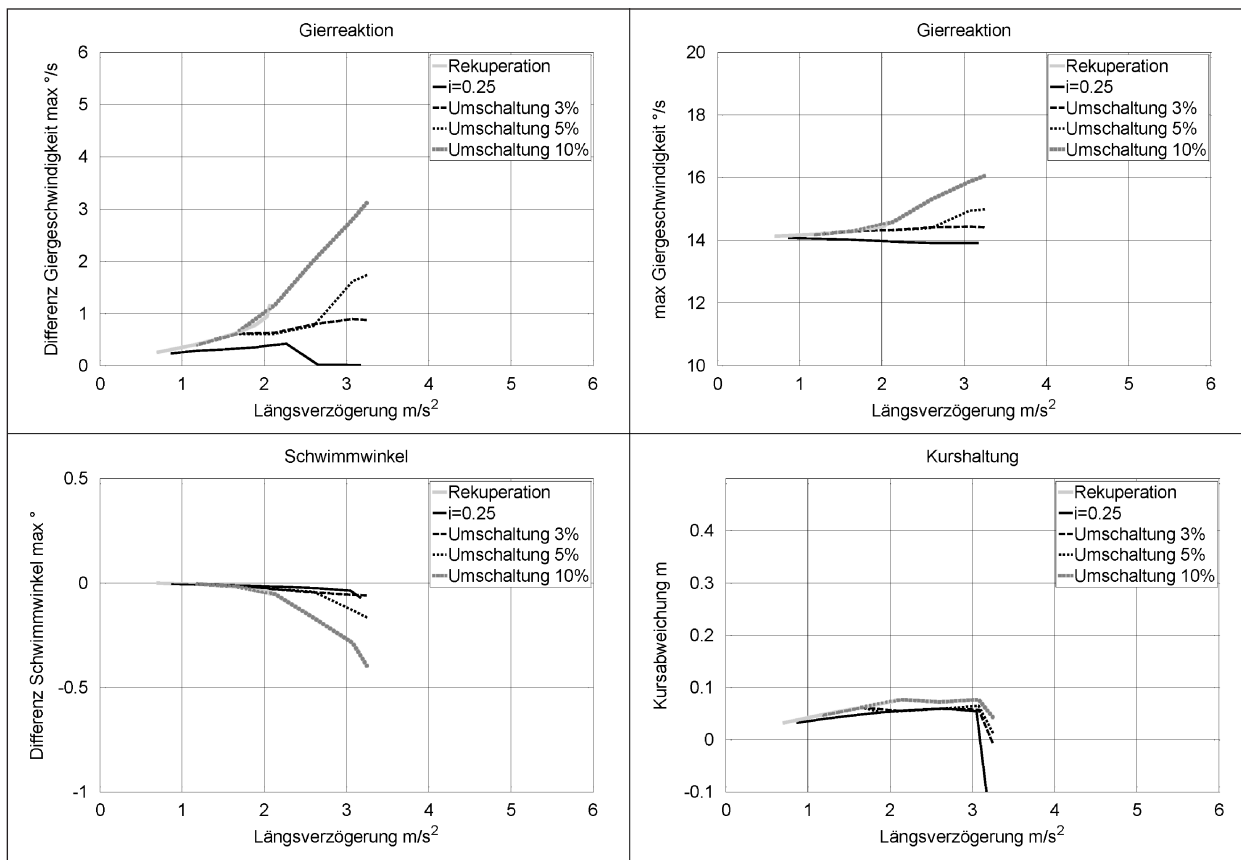 Gierreaktion
Differenz Giergeschwindigkeit max °/s
6
5
4
3
2
1
0
0 1 2 3 4 5 6
Längsverzögerung m/s²
Rekuperation
i=0.25
Umschaltung 3%
Umschaltung 5%
Umschaltung 10%
Gierreaktion
max Giergeschwindigkeit °/s
20
18
16
14
12
10
0 1 2 3 4 5 6
Längsverzögerung m/s²
Rekuperation
i=0.25
Umschaltung 3%
Umschaltung 5%
Umschaltung 10%
Schwimmwinkel
Differenz Schwimmwinkel max °
0.5
0
-0.5
-1
0 1 2 3 4 5 6
Längsverzögerung m/s²
Rekuperation
i=0.25
Umschaltung 3%
Umschaltung 5%
Umschaltung 10%
Kurshaltung
Kursabweichung m
0.4
0.3
0.2
0.1
0
-0.1
0 1 2 3 4 5 6
Längsverzögerung m/s²
Rekuperation
i=0.25
Umschaltung 3%
Umschaltung 5%
Umschaltung 10%